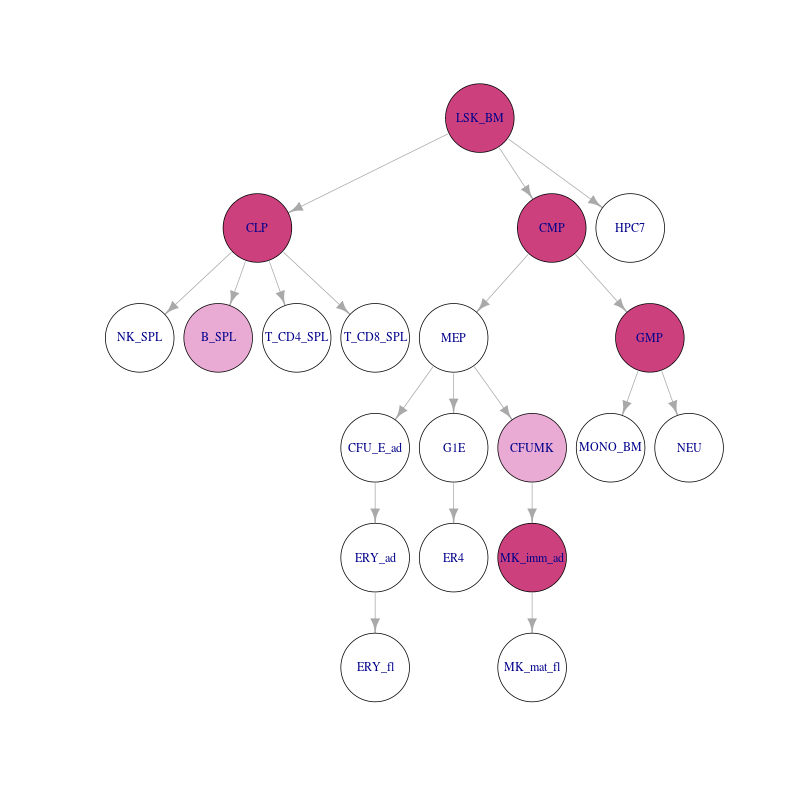 LSK_BM
CLP
CMP
HPC7
NK_SPL
B_SPL
T_CD4_SPL
T_CD8_SPL
MEP
GMP
CFU_E_ad
G1E
CFUMK
MONO_BM
NEU
ERY_ad
ER4
MK_imm_ad
ERY_fl
MK_mat_fl